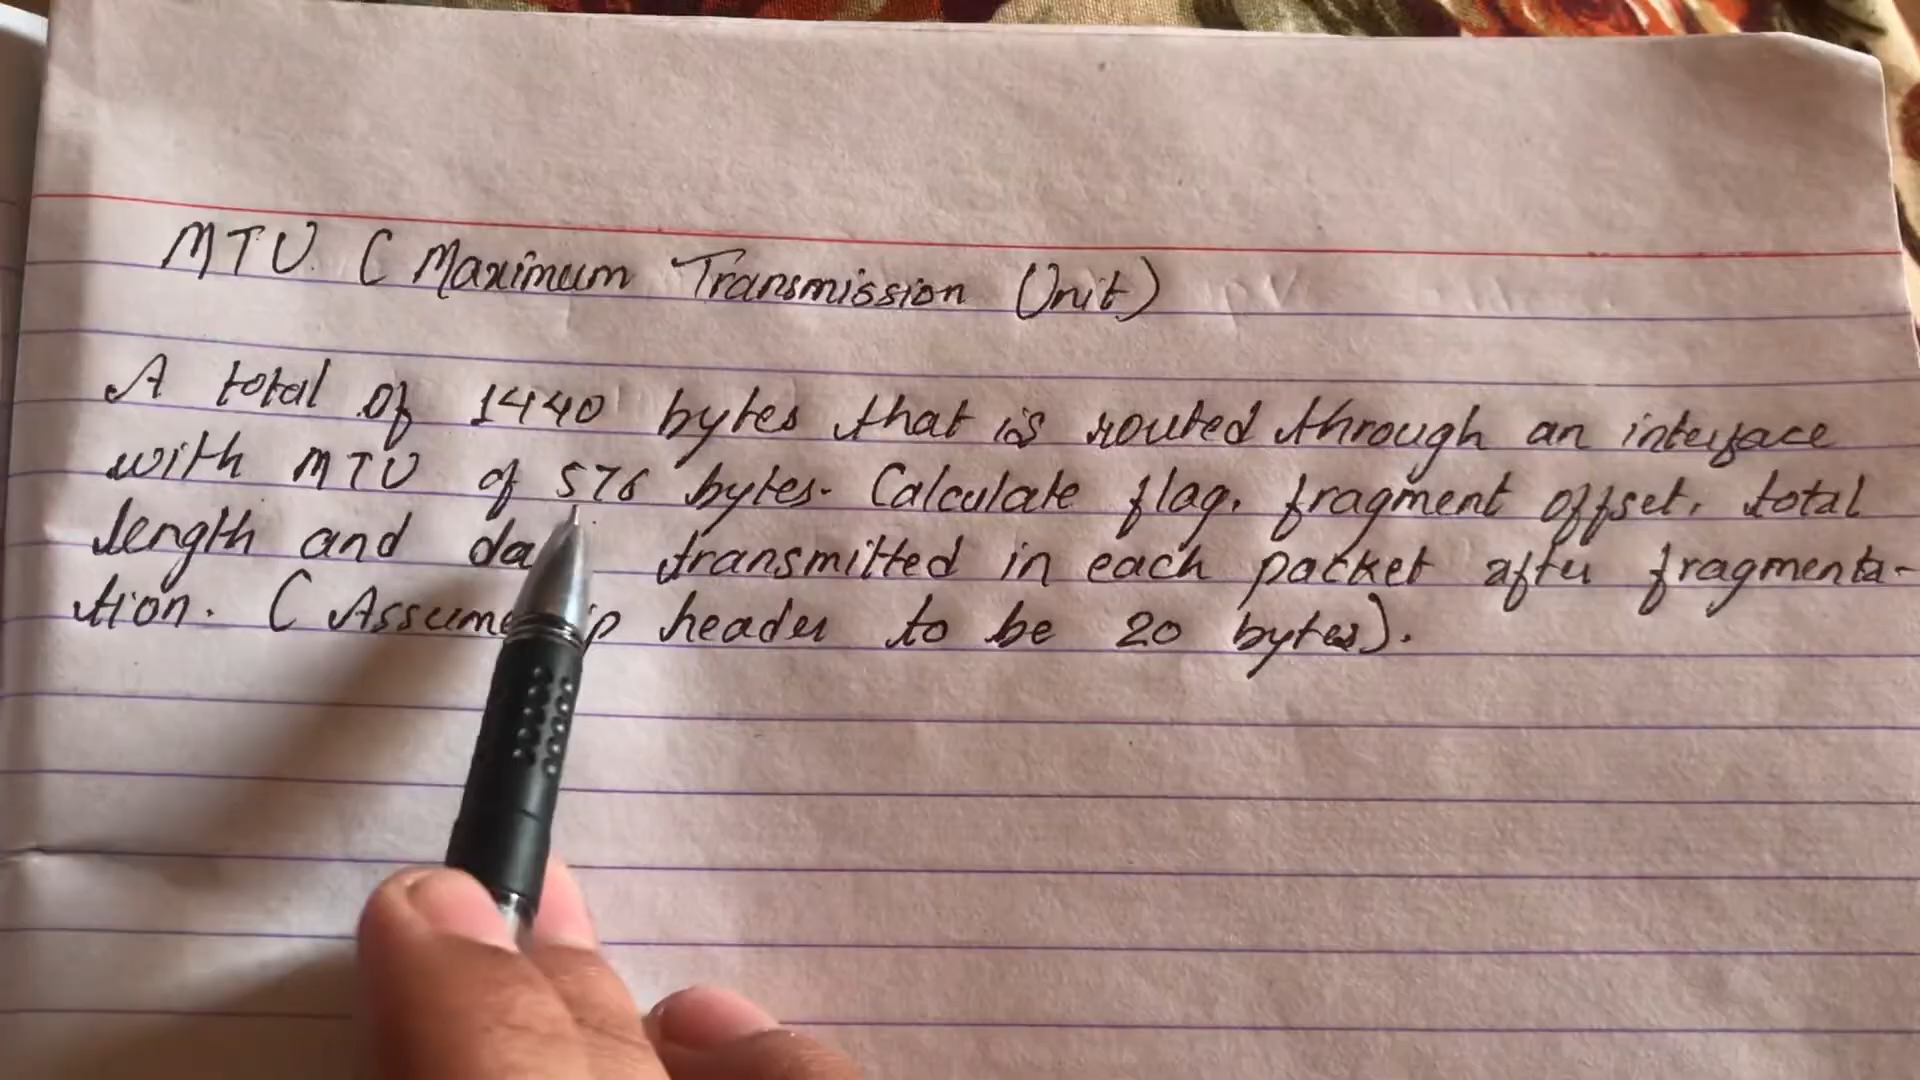 MTU. ( Maximum Transmission Unit)
A total of 1440 bytes that is routed through an interface
with MTU of 576 bytes. Calculate flag, fragment offset, total
length and da transmitted in each packet after fragmenta-
tion. ( Assume ip header to be 20 bytes).